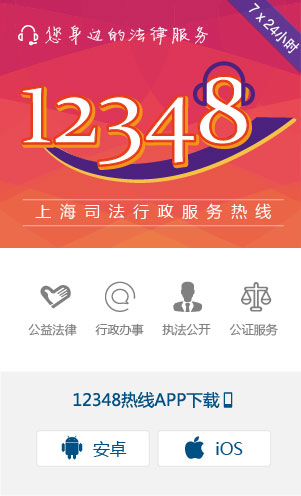 您身边的法律服务
7 x 24小时
12348
上海司法行政服务热线
公益法律 行政办事 执法公开 公证服务
12348热线APP下载
安卓 iOS